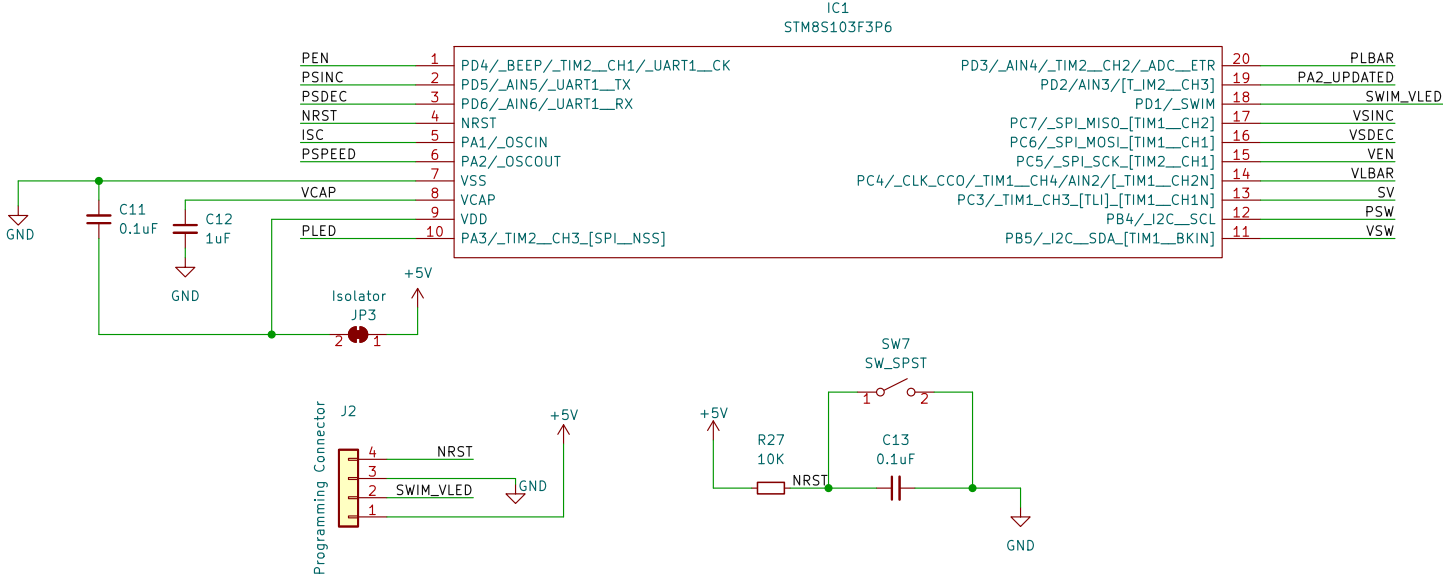 IC1
STM8S103F3P6
PEN 1 PD4/_BEEP/_TIM2__CH1/_UART1__CK PD3/_AIN4/_TIM2__CH2/_ADC__ETR 20 PLBAR
PSINC 2 PD5/_AIN5/_UART1__TX PD2/AIN3/[T_IM2__CH3] 19 PA2_UPDATED
PSDEC 3 PD6/_AIN6/_UART1__RX PD1/_SWIM 18 SWIM_VLED
NRST 4 NRST PC7/_SPI_MISO_[TIM1__CH2] 17 VSINC
ISC 5 PA1/_OSCIN PC6/_SPI_MOSI_[TIM1__CH1] 16 VSDEC
PSPEED 6 PA2/_OSCOUT PC5/_SPI_SCK_[TIM2__CH1] 15 VEN
7 VSS PC4/_CLK_CCO/_TIM1__CH4/AIN2/[_TIM1__CH2N] 14 VLBAR
VCAP 8 VCAP PC3/_TIM1_CH3_[TLI]_[TIM1__CH1N] 13 SV
9 VDD PB4/_I2C__SCL 12 PSW
PLED 10 PA3/_TIM2__CH3_[SPI__NSS] PB5/_I2C__SDA_[TIM1__BKIN] 11 VSW
GND
C11
0.1uF
C12
1uF
GND
+5V
Isolator
JP3
2 1
SW7
SW_SPST
1 2
Programming Connector
J2
+5V
4 NRST
3 GND
2 SWIM_VLED
1
+5V
R27
10K
NRST
C13
0.1uF
GND